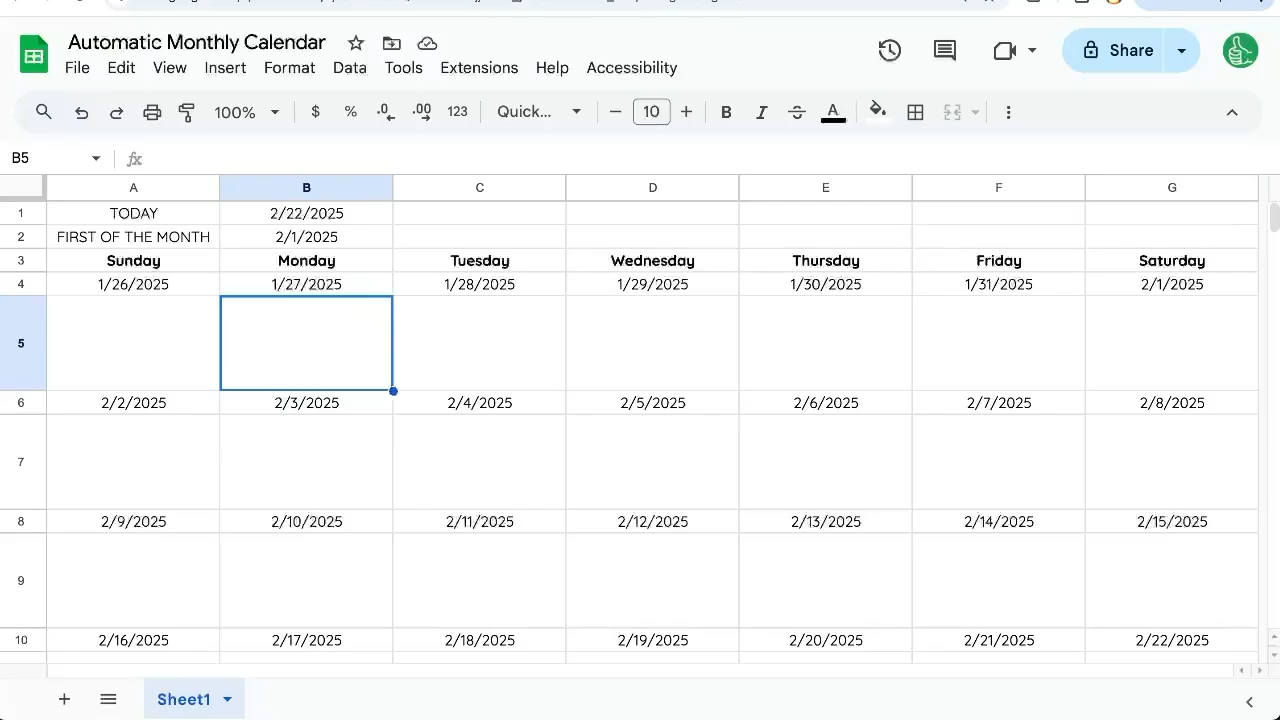 Automatic Monthly Calendar
Share
File Edit View Insert Format Data Tools Extensions Help Accessibility
100% $ % .0 .00 123 Quick... 10 B I A
B5 fx
A B C D E F G
1 TODAY 2/22/2025
2 FIRST OF THE MONTH 2/1/2025
3 Sunday Monday Tuesday Wednesday Thursday Friday Saturday
4 1/26/2025 1/27/2025 1/28/2025 1/29/2025 1/30/2025 1/31/2025 2/1/2025
5
6 2/2/2025 2/3/2025 2/4/2025 2/5/2025 2/6/2025 2/7/2025 2/8/2025
7
8 2/9/2025 2/10/2025 2/11/2025 2/12/2025 2/13/2025 2/14/2025 2/15/2025
9
10 2/16/2025 2/17/2025 2/18/2025 2/19/2025 2/20/2025 2/21/2025 2/22/2025
Sheet1